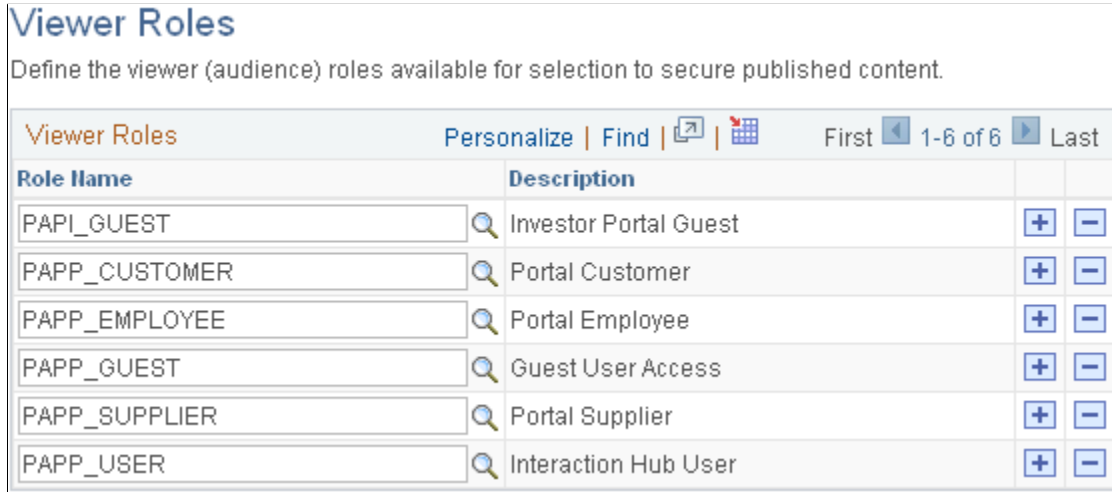 Viewer Roles
Define the viewer (audience) roles available for selection to secure published content.
Viewer Roles Personalize | Find | | First 1-6 of 6 Last
Role Name Description
PAPI_GUEST Investor Portal Guest
PAPP_CUSTOMER Portal Customer
PAPP_EMPLOYEE Portal Employee
PAPP_GUEST Guest User Access
PAPP_SUPPLIER Portal Supplier
PAPP_USER Interaction Hub User